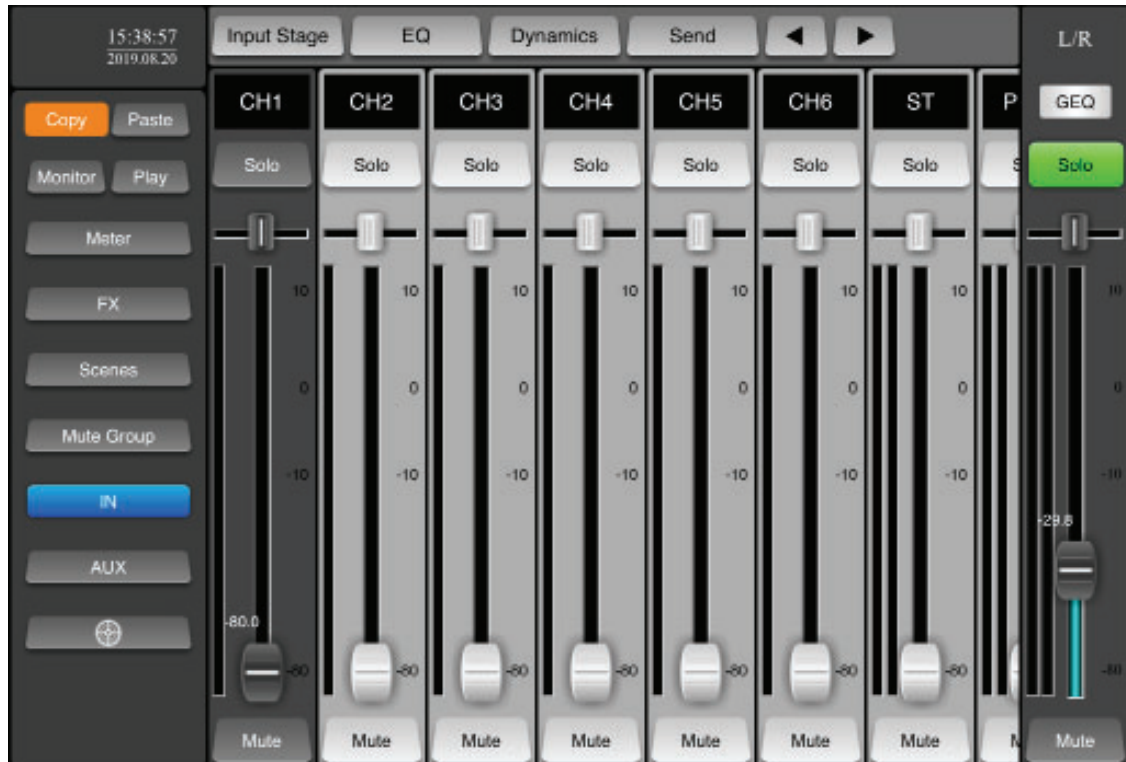 15:38:57
2019.08.20
Input Stage EQ Dynamics Send
L/R
Copy Paste
CH1 CH2 CH3 CH4 CH5 CH6 ST P
GEQ
Monitor Play
Solo Solo Solo Solo Solo Solo Solo S Solo
Meter
FX
10 10 10 10 10 10 10 10
Scenes
0 0 0 0 0 0 0 0
Mute Group
-10 -10 -10 -10 -10 -10 -10 -10
IN
-29.8
AUX
-80.0
-80 -80 -80 -80 -80 -80 -80 -80
Mute Mute Mute Mute Mute Mute Mute M Mute